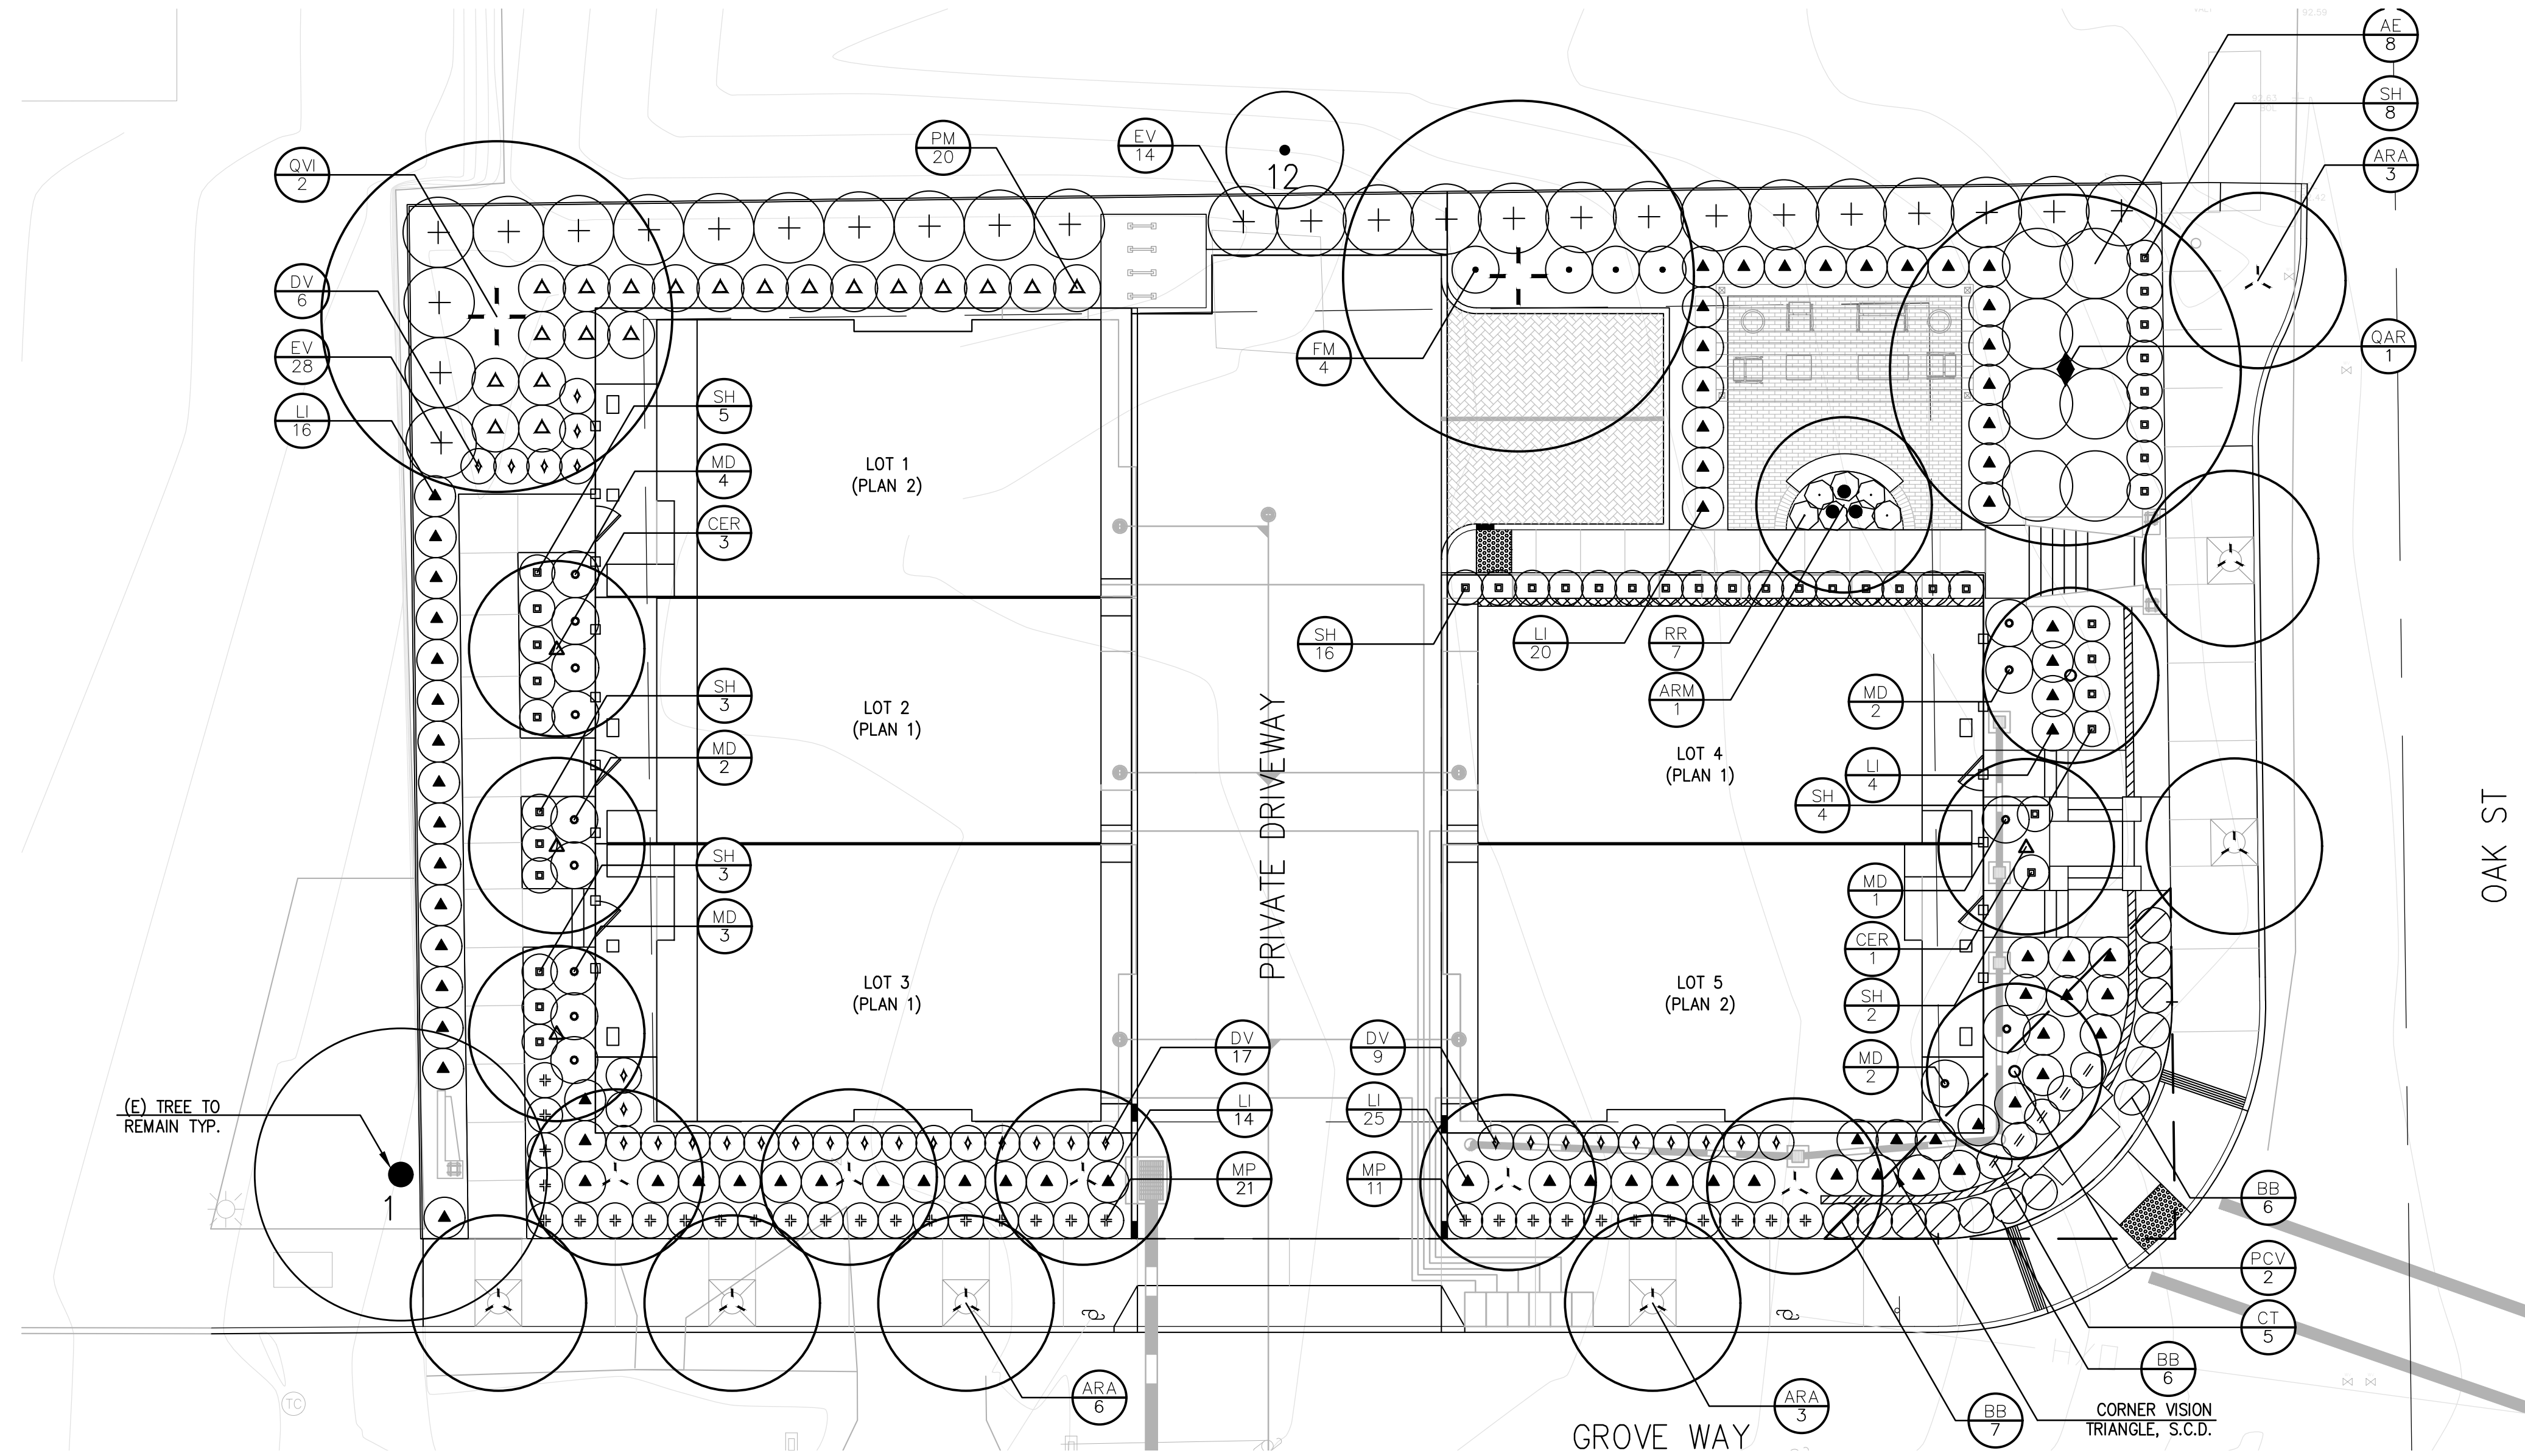 92.59
AE
8
SH
8
ARA
3
EV
14
PM
20
QVI
2
12
DV
6
EV
28
LI
16
FM
4
QAR
1
SH
5
MD
4
CER
3
LOT 1
(PLAN 2)
SH
16
LI
20
RR
7
ARM
1
SH
3
MD
2
LOT 2
(PLAN 1)
PRIVATE DRIVEWAY
LOT 4
(PLAN 1)
MD
2
LI
4
SH
4
OAK ST
SH
3
MD
3
LOT 3
(PLAN 1)
LOT 5
(PLAN 2)
MD
1
CER
1
SH
2
MD
2
DV
17
DV
9
LI
14
LI
25
MP
21
MP
11
(E) TREE TO
REMAIN TYP.
1
BB
6
PCV
2
CT
5
BB
6
ARA
6
ARA
3
BB
7
CORNER VISION
TRIANGLE, S.C.D.
TC
GROVE WAY